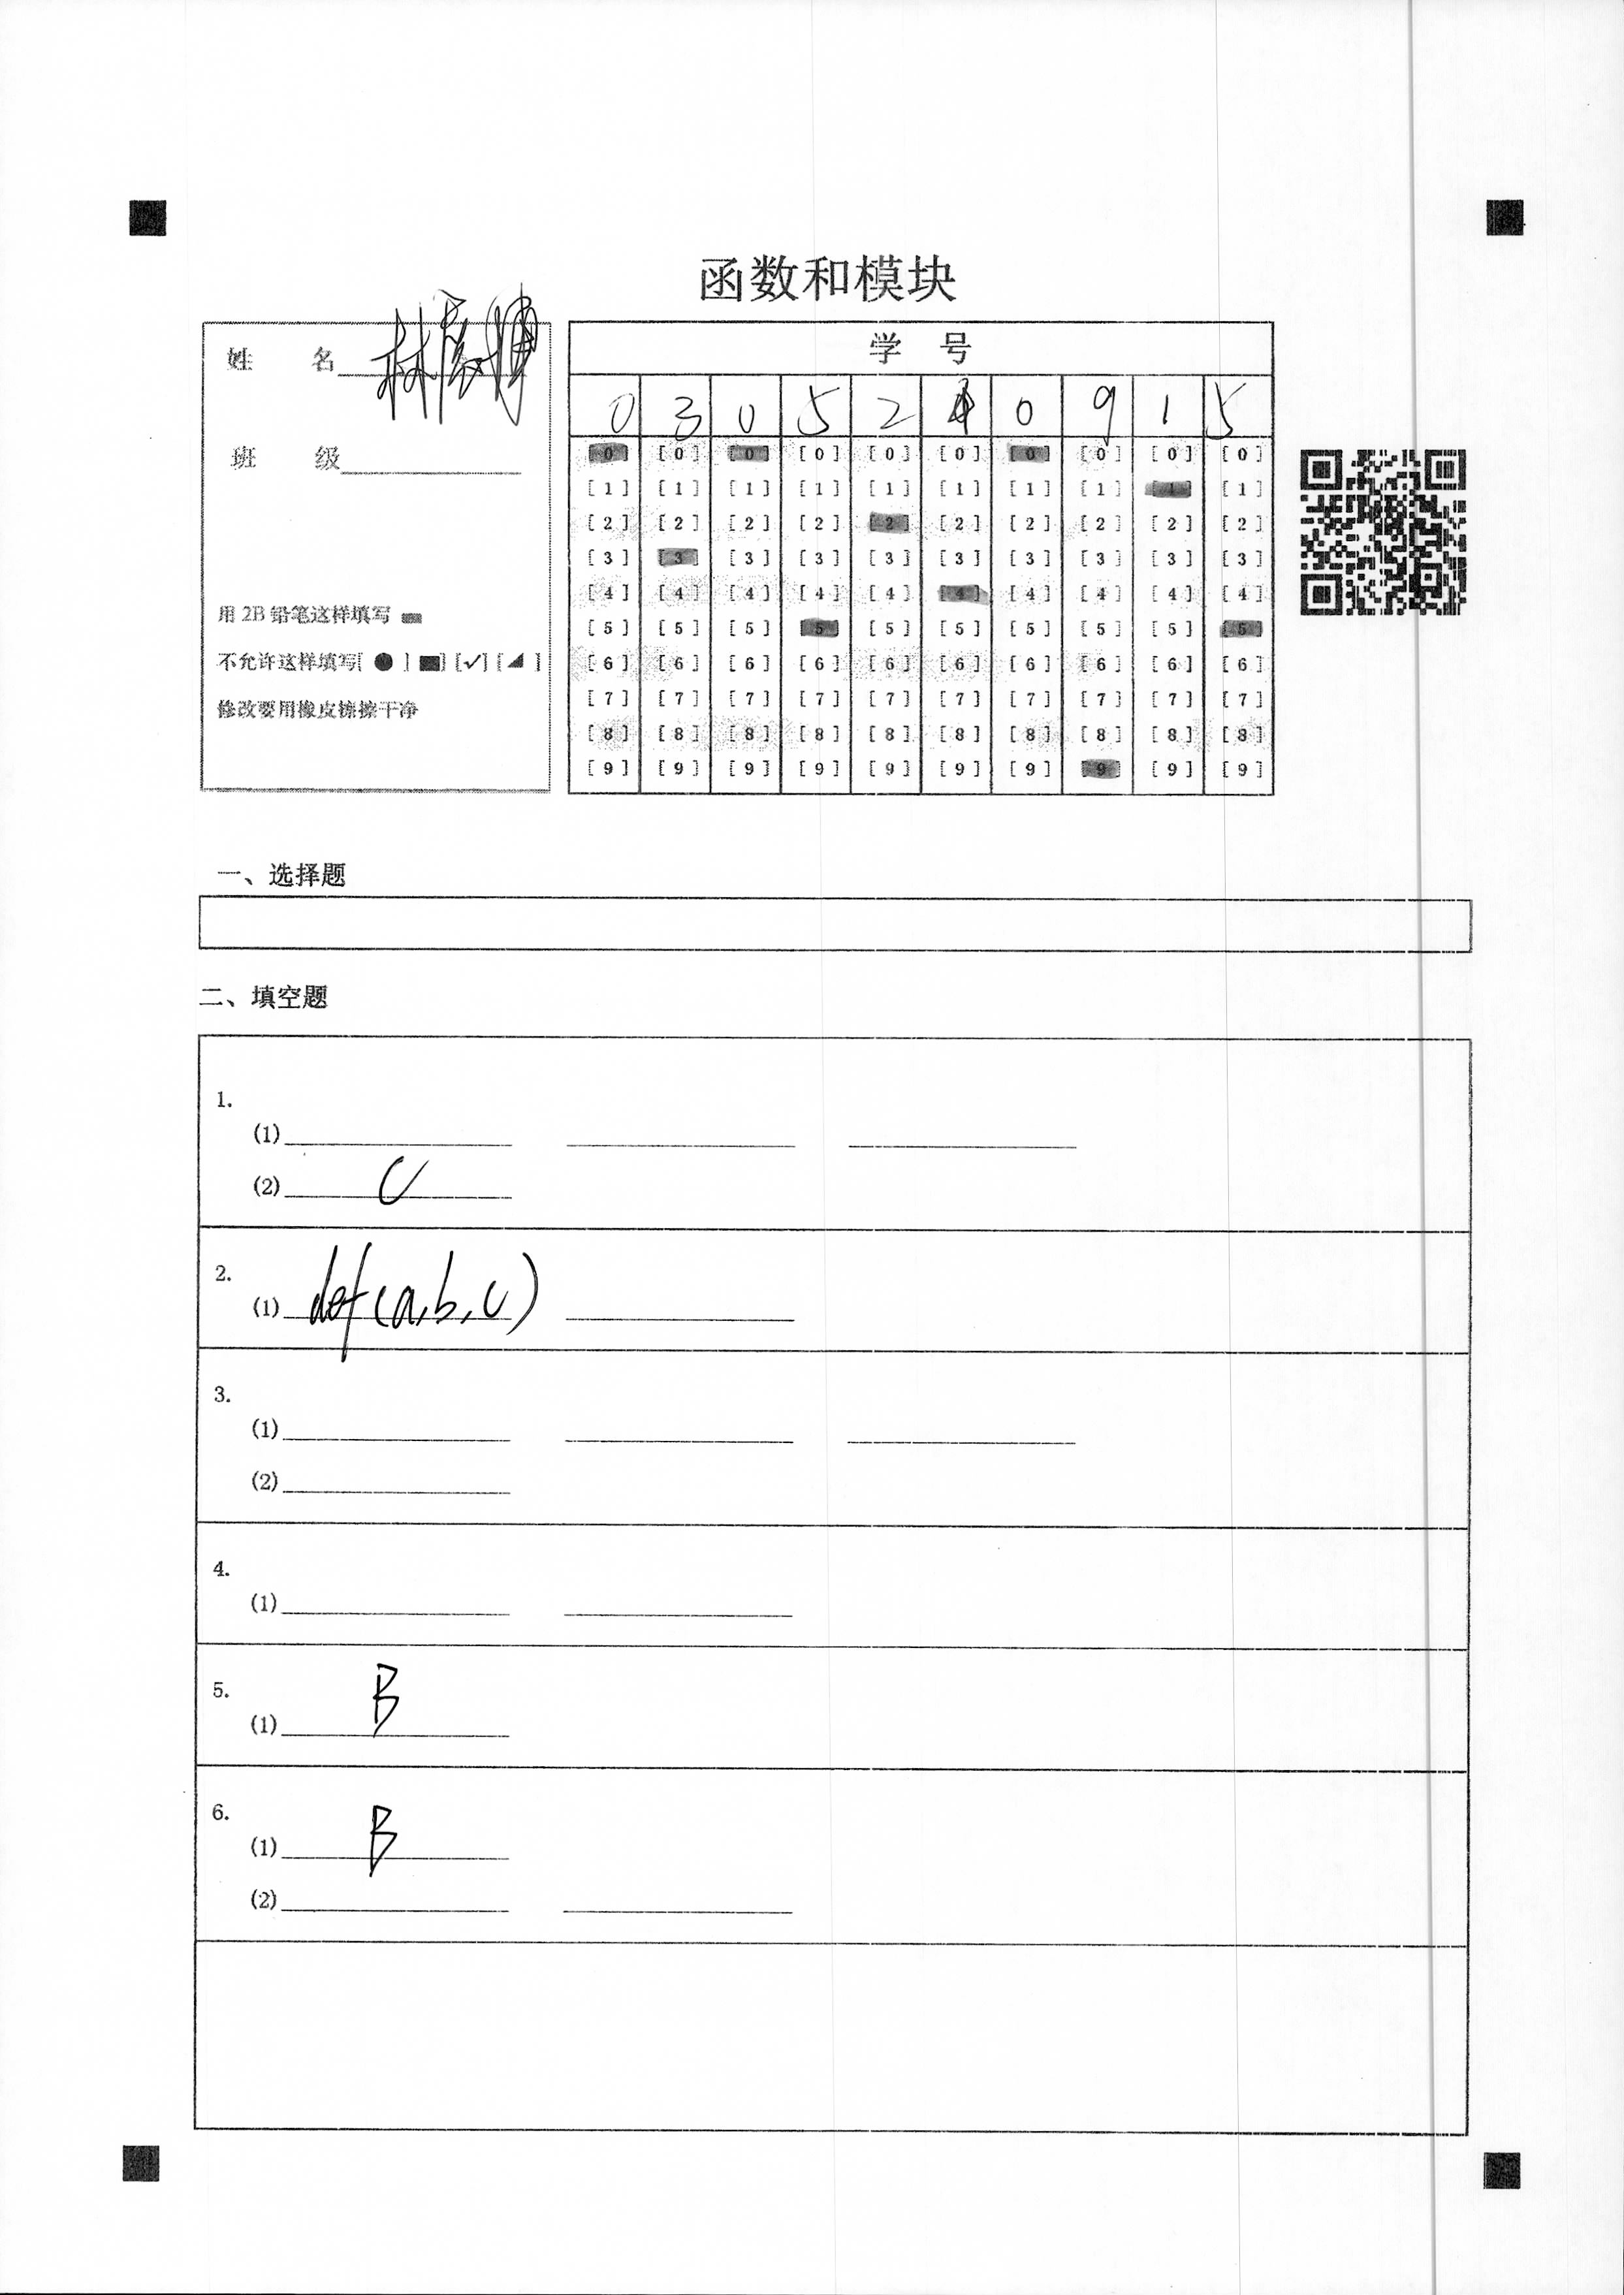 函数和模块
姓 名 林
班 级
用 2B 铅笔这样填写
不允许这样填写[ ● ] [■] [✓] [◢ ]
修改要用橡皮擦擦干净
学 号
0 3 0 5 2 4 0 9 1 5
[0] [0] [0] [0] [0] [0] [0] [0] [0] [0]
[1] [1] [1] [1] [1] [1] [1] [1] [1] [1]
[2] [2] [2] [2] [2] [2] [2] [2] [2] [2]
[3] [3] [3] [3] [3] [3] [3] [3] [3] [3]
[4] [4] [4] [4] [4] [4] [4] [4] [4] [4]
[5] [5] [5] [5] [5] [5] [5] [5] [5] [5]
[6] [6] [6] [6] [6] [6] [6] [6] [6] [6]
[7] [7] [7] [7] [7] [7] [7] [7] [7] [7]
[8] [8] [8] [8] [8] [8] [8] [8] [8] [8]
[9] [9] [9] [9] [9] [9] [9] [9] [9] [9]
一、选择题
二、填空题
1.
(1)
(2) C
2.
(1) def(a,b,c)
3.
(1)
(2)
4.
(1)
5.
(1) B
6.
(1) B
(2)